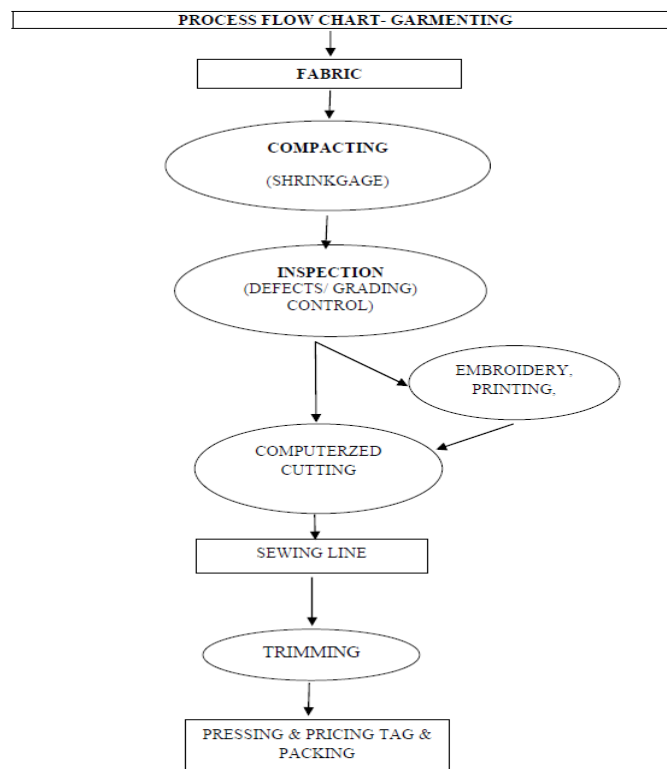 PROCESS FLOW CHART- GARMENTING
FABRIC
COMPACTING
(SHRINKGAGE)
INSPECTION
(DEFECTS/ GRADING)
CONTROL)
EMBROIDERY,
PRINTING,
COMPUTERZED
CUTTING
SEWING LINE
TRIMMING
PRESSING & PRICING TAG &
PACKING